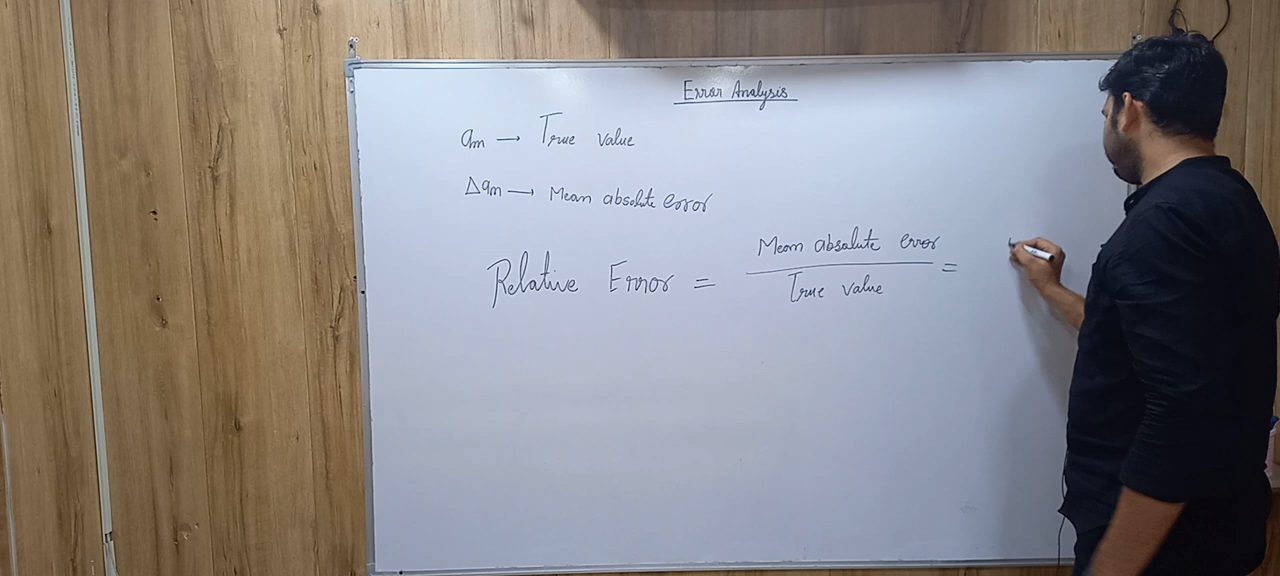 Error Analysis
am → True value
Δam → Mean absolute error
Relative Error = Mean absolute error / True value =